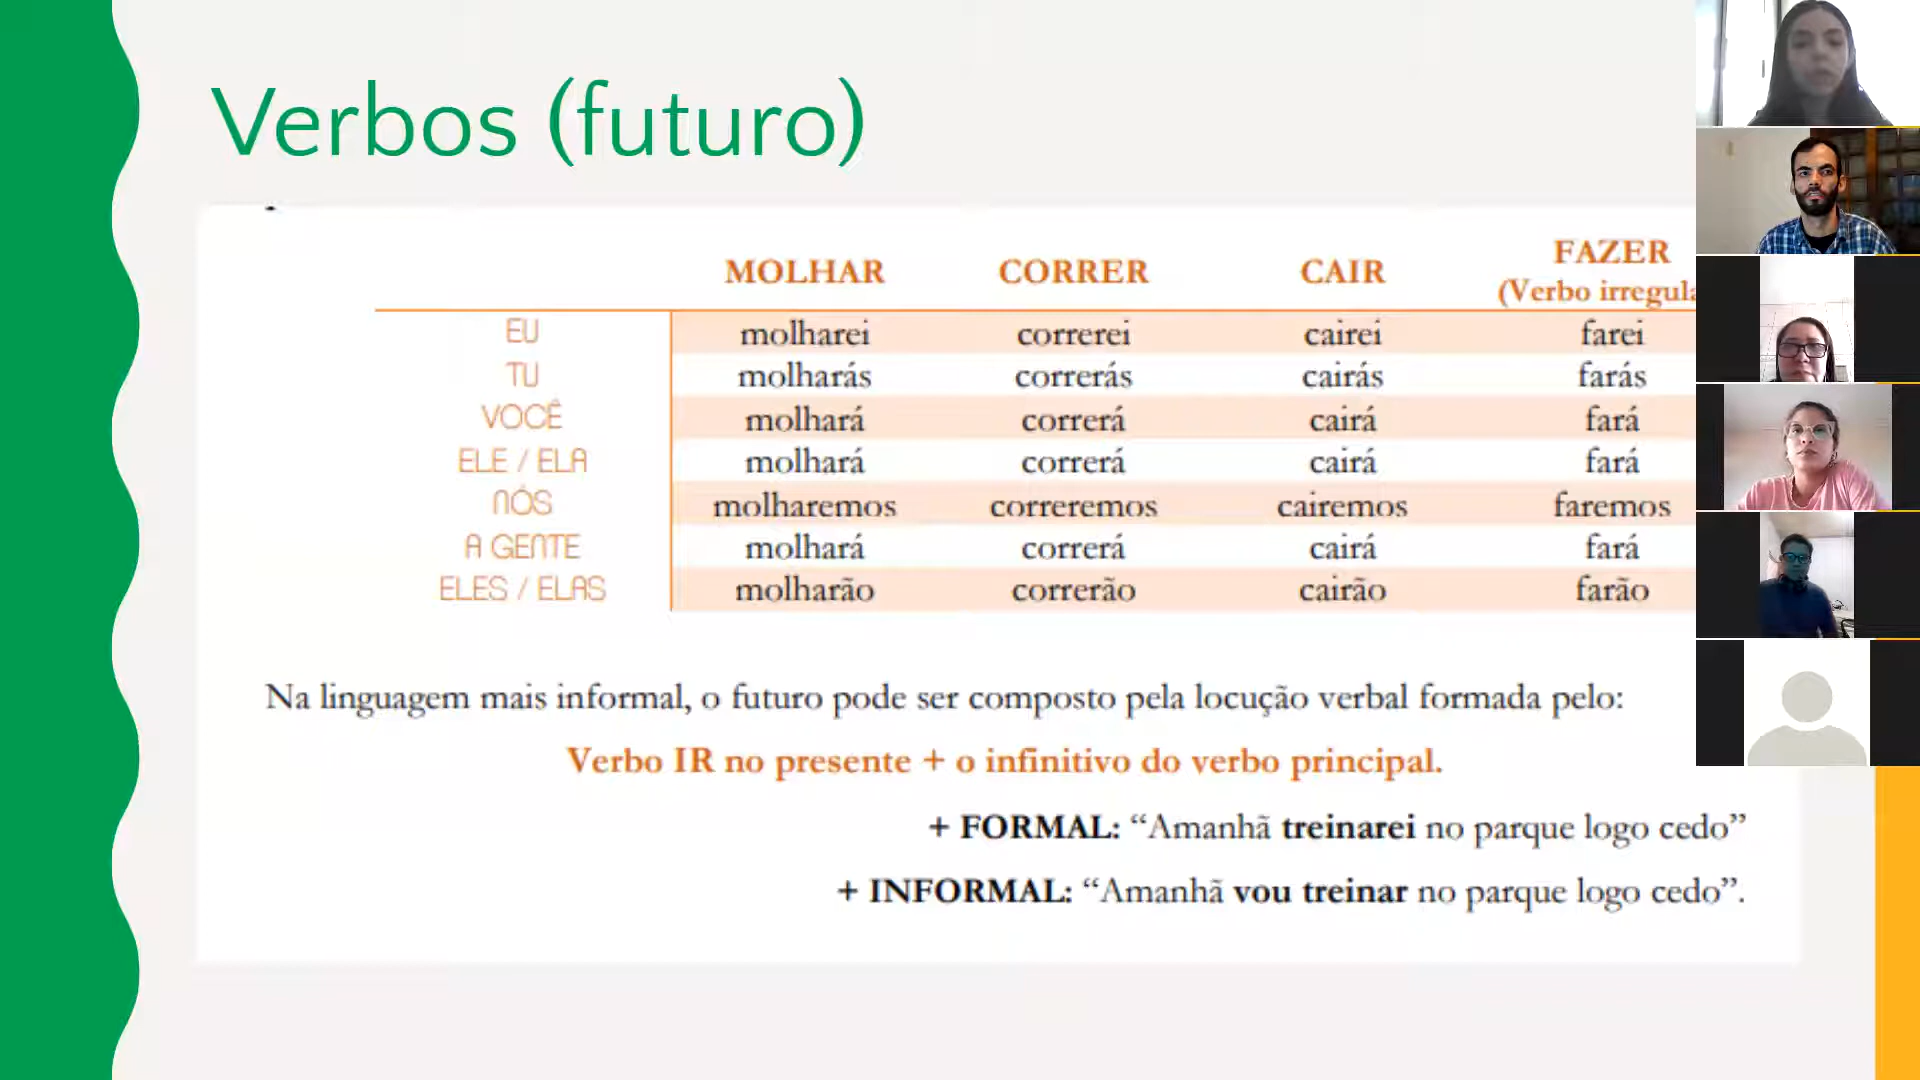 Verbos (futuro)
MOLHAR CORRER CAIR FAZER
(Verbo irregula
EU molharei correrei cairei farei
TU molharás correrás cairás farás
VOCÊ molhará correrá cairá fará
ELE / ELA molhará correrá cairá fará
NÓS molharemos correremos cairemos faremos
A GENTE molhará correrá cairá fará
ELES / ELAS molharão correrão cairão farão
Na linguagem mais informal, o futuro pode ser composto pela locução verbal formada pelo:
Verbo IR no presente + o infinitivo do verbo principal.
+ FORMAL: “Amanhã treinarei no parque logo cedo”
+ INFORMAL: “Amanhã vou treinar no parque logo cedo”.